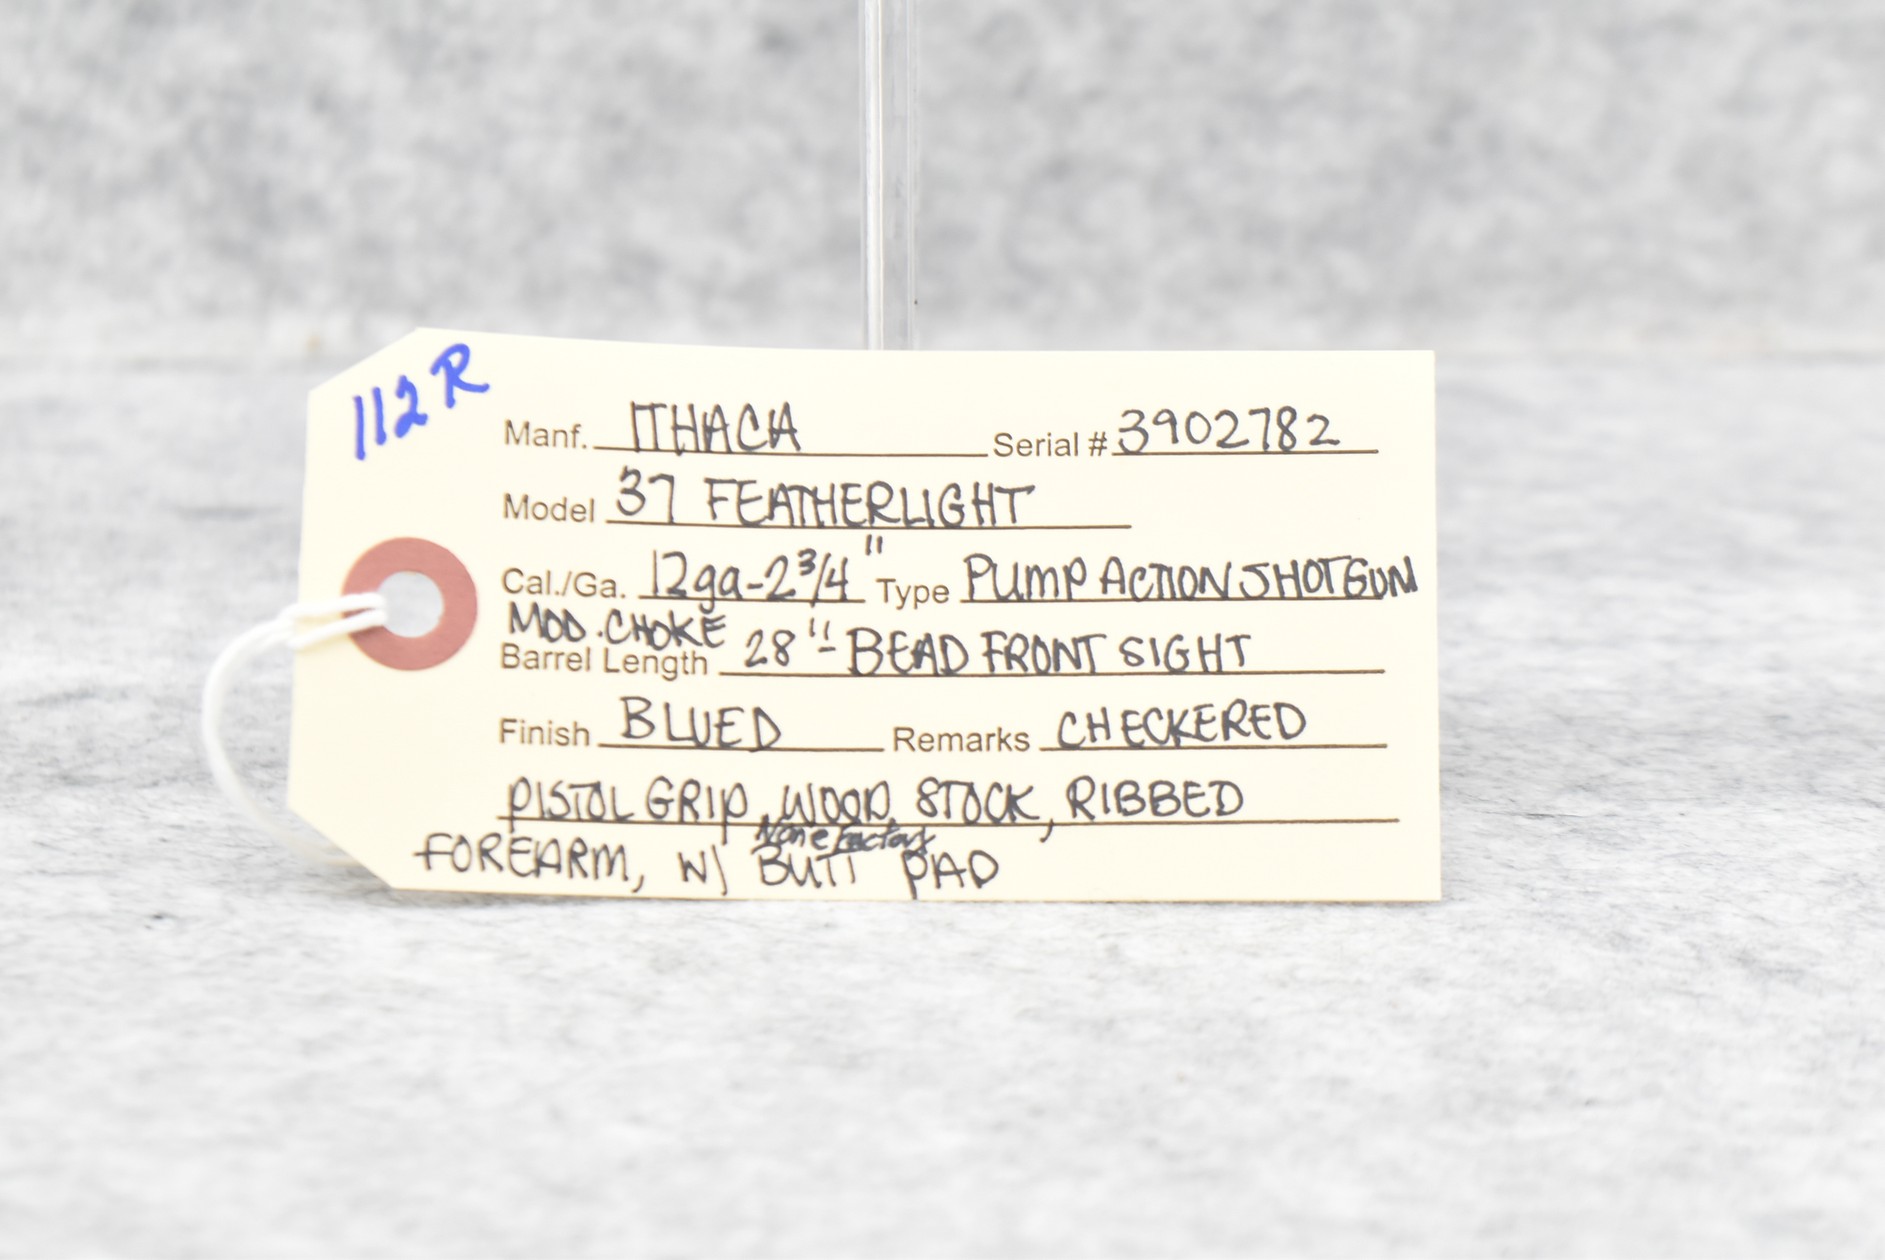 112 R
Manf. ITHACA Serial # 3902782
Model 37 FEATHERLIGHT
Cal./Ga. 12ga-2 3/4" Type PUMP ACTION SHOTGUN
MOD. CHOKE
Barrel Length 28"- BEAD FRONT SIGHT
Finish BLUED Remarks CHECKERED
PISTOL GRIP, WOOD STOCK, RIBBED
None Factory
FOREARM, W/ BUTT PAD